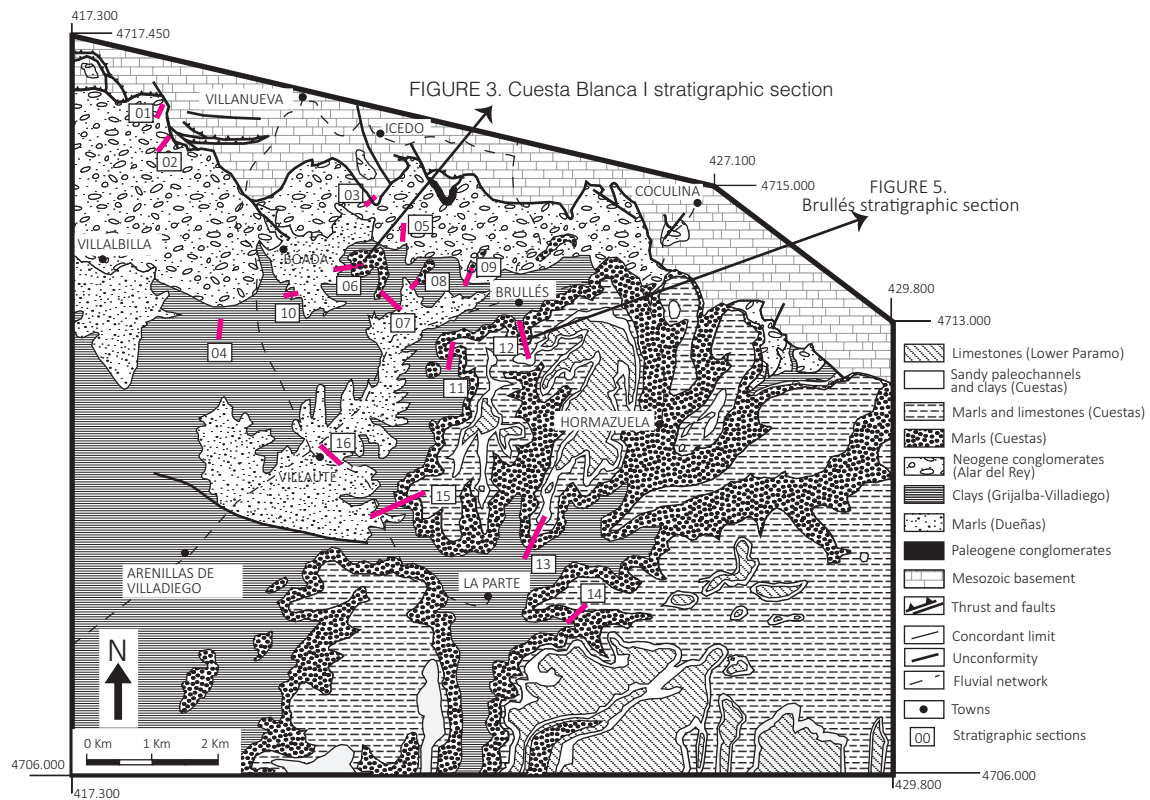 417.300
4717.450
FIGURE 3. Cuesta Blanca I stratigraphic section
VILLANUEVA
01
ICEDO
02
427.100
4715.000
FIGURE 5.
Brullés stratigraphic section
COCULINA
03
05
VILLALBILLA
BOADA
06
08
09
BRULLÉS
429.800
4713.000
10
07
04
12
11
HORMAZUELA
16
VILLAUTE
15
13
ARENILLAS DE
VILLADIEGO
LA PARTE
14
N
0 Km 1 Km 2 Km
4706.000
417.300
4706.000
429.800
Limestones (Lower Paramo)
Sandy paleochannels
and clays (Cuestas)
Marls and limestones (Cuestas)
Marls (Cuestas)
Neogene conglomerates
(Alar del Rey)
Clays (Grijalba-Villadiego)
Marls (Dueñas)
Paleogene conglomerates
Mesozoic basement
Thrust and faults
Concordant limit
Unconformity
Fluvial network
Towns
00 Stratigraphic sections